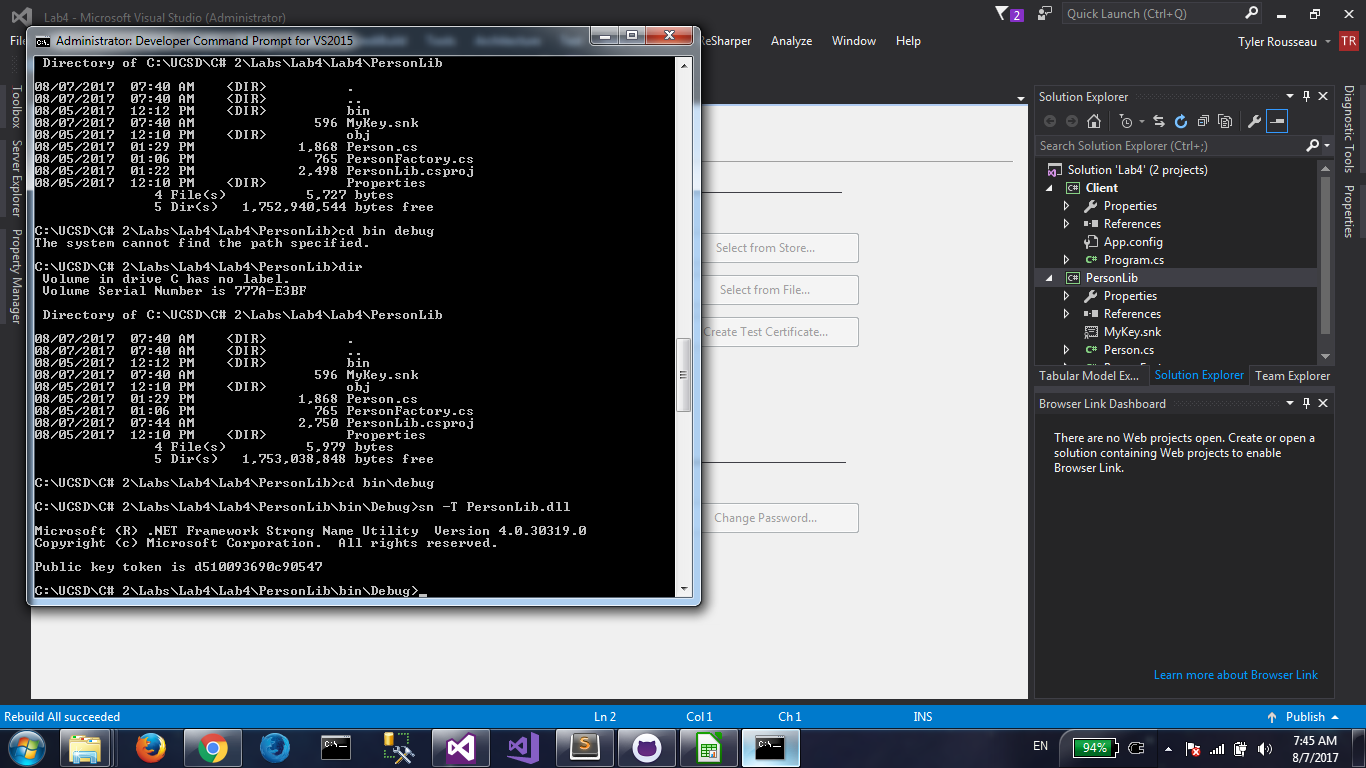 Lab4 - Microsoft Visual Studio (Administrator)
2
Quick Launch (Ctrl+Q)
ReSharper Analyze Window Help
Tyler Rousseau TR
Administrator: Developer Command Prompt for VS2015
Directory of C:\UCSD\C# 2\Labs\Lab4\Lab4\PersonLib
08/07/2017 07:40 AM <DIR> .
08/07/2017 07:40 AM <DIR> ..
08/05/2017 12:12 PM <DIR> bin
08/07/2017 07:40 AM 596 MyKey.snk
08/05/2017 12:10 PM <DIR> obj
08/05/2017 01:29 PM 1,868 Person.cs
08/05/2017 01:06 PM 765 PersonFactory.cs
08/05/2017 01:22 PM 2,498 PersonLib.csproj
08/05/2017 12:10 PM <DIR> Properties
4 File(s) 5,727 bytes
5 Dir(s) 1,752,940,544 bytes free
C:\UCSD\C# 2\Labs\Lab4\Lab4\PersonLib>cd bin debug
The system cannot find the path specified.
C:\UCSD\C# 2\Labs\Lab4\Lab4\PersonLib>dir
Volume in drive C has no label.
Volume Serial Number is 777A-E3BF
Directory of C:\UCSD\C# 2\Labs\Lab4\Lab4\PersonLib
08/07/2017 07:40 AM <DIR> .
08/07/2017 07:40 AM <DIR> ..
08/05/2017 12:12 PM <DIR> bin
08/07/2017 07:40 AM 596 MyKey.snk
08/05/2017 12:10 PM <DIR> obj
08/05/2017 01:29 PM 1,868 Person.cs
08/05/2017 01:06 PM 765 PersonFactory.cs
08/07/2017 07:44 AM 2,750 PersonLib.csproj
08/05/2017 12:10 PM <DIR> Properties
4 File(s) 5,979 bytes
5 Dir(s) 1,753,038,848 bytes free
C:\UCSD\C# 2\Labs\Lab4\Lab4\PersonLib>cd bin\debug
C:\UCSD\C# 2\Labs\Lab4\Lab4\PersonLib\bin\Debug>sn -T PersonLib.dll
Microsoft (R) .NET Framework Strong Name Utility Version 4.0.30319.0
Copyright (c) Microsoft Corporation. All rights reserved.
Public key token is d510093690c90547
C:\UCSD\C# 2\Labs\Lab4\Lab4\PersonLib\bin\Debug>_
Toolbox
Server Explorer
Property Manager
Select from Store...
Select from File...
Create Test Certificate...
Change Password...
Solution Explorer
Search Solution Explorer (Ctrl+;)
Solution 'Lab4' (2 projects)
C# Client
Properties
References
App.config
C# Program.cs
C# PersonLib
Properties
References
MyKey.snk
C# Person.cs
Tabular Model Ex... Solution Explorer Team Explorer
Browser Link Dashboard
There are no Web projects open. Create or open a
solution containing Web projects to enable
Browser Link.
Learn more about Browser Link
Diagnostic Tools
Properties
Rebuild All succeeded Ln 2 Col 1 Ch 1 INS Publish
EN 94%
7:45 AM
8/7/2017